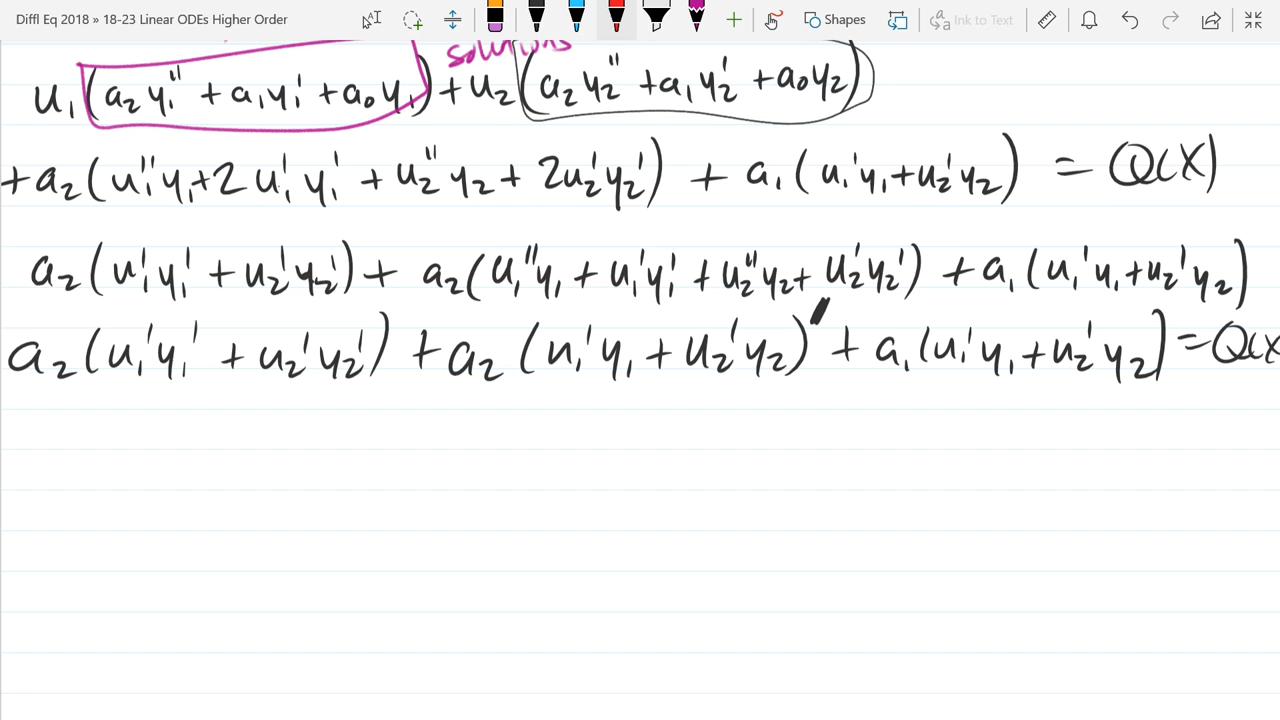 Diffl Eq 2018 » 18-23 Linear ODEs Higher Order
Shapes
Ink to Text
solutions
u₁(a₂y₁'' + a₁y₁' + a₀y₁) + u₂(a₂y₂'' + a₁y₂' + a₀y₂)
+ a₂(u₁''y₁ + 2u₁'y₁' + u₂''y₂ + 2u₂'y₂') + a₁(u₁'y₁ + u₂'y₂) = Q(x)
a₂(u₁'y₁' + u₂'y₂') + a₂(u₁''y₁ + u₁'y₁' + u₂''y₂ + u₂'y₂') + a₁(u₁'y₁ + u₂'y₂)
a₂(u₁'y₁' + u₂'y₂') + a₂(u₁'y₁ + u₂'y₂)' + a₁(u₁'y₁ + u₂'y₂) = Q(x